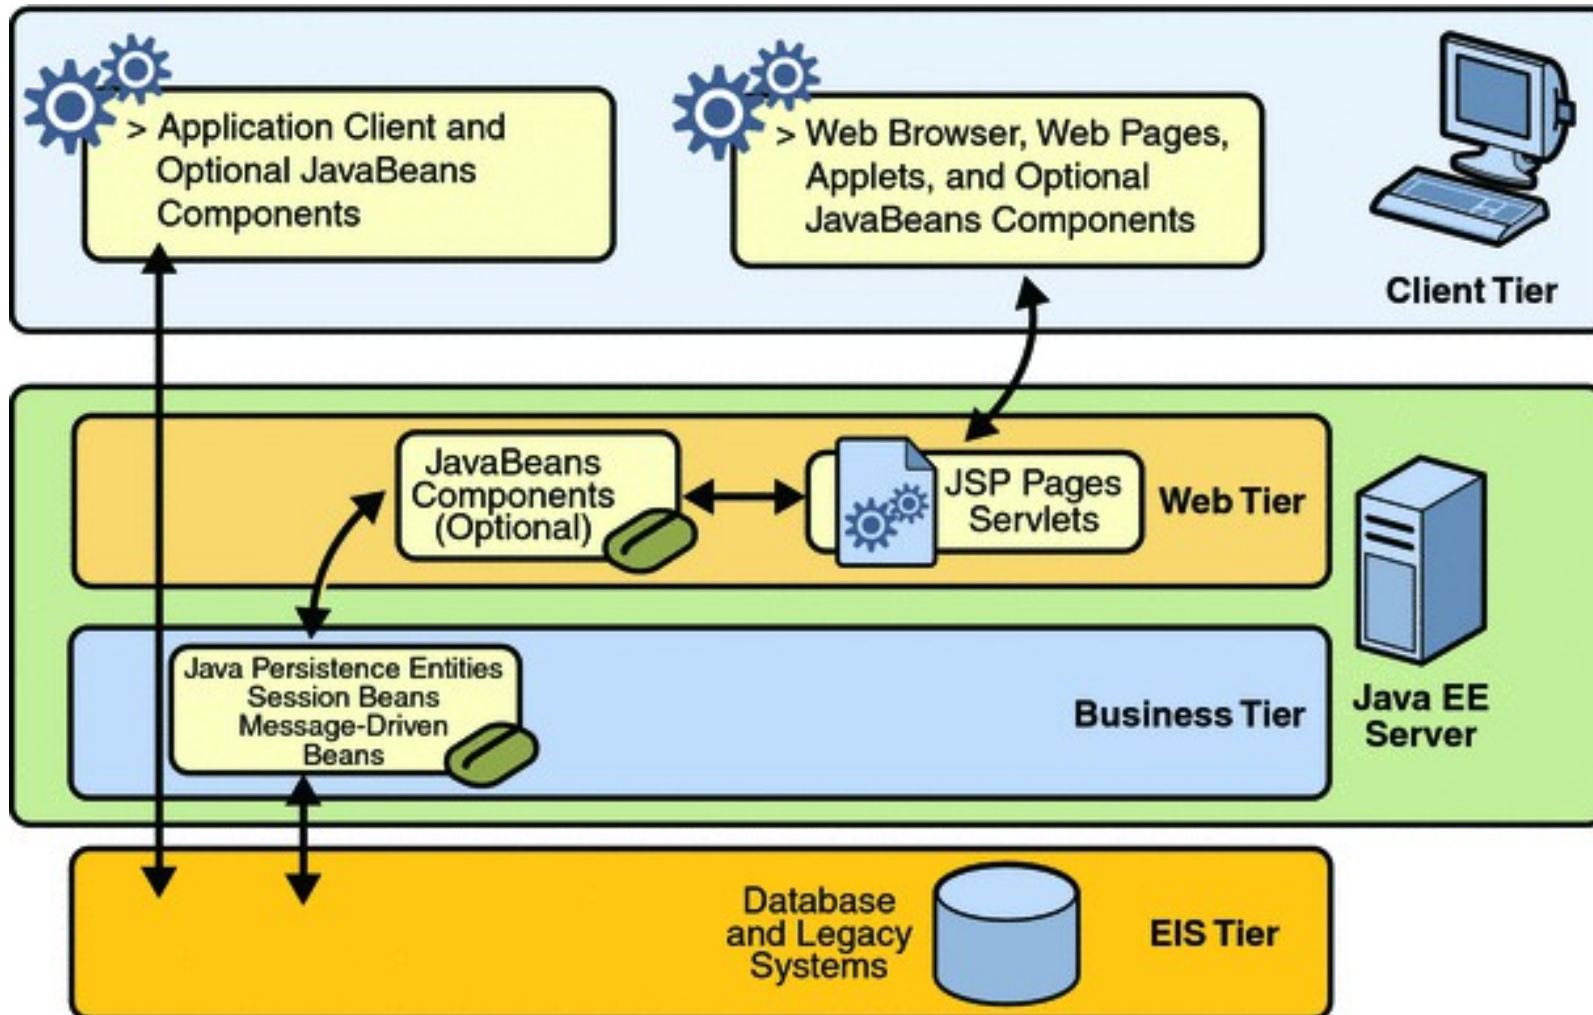 > Application Client and
Optional JavaBeans
Components
> Web Browser, Web Pages,
Applets, and Optional
JavaBeans Components
Client Tier
JavaBeans
Components
(Optional)
JSP Pages
Servlets
Web Tier
Java Persistence Entities
Session Beans
Message-Driven
Beans
Business Tier
Java EE
Server
Database
and Legacy
Systems
EIS Tier